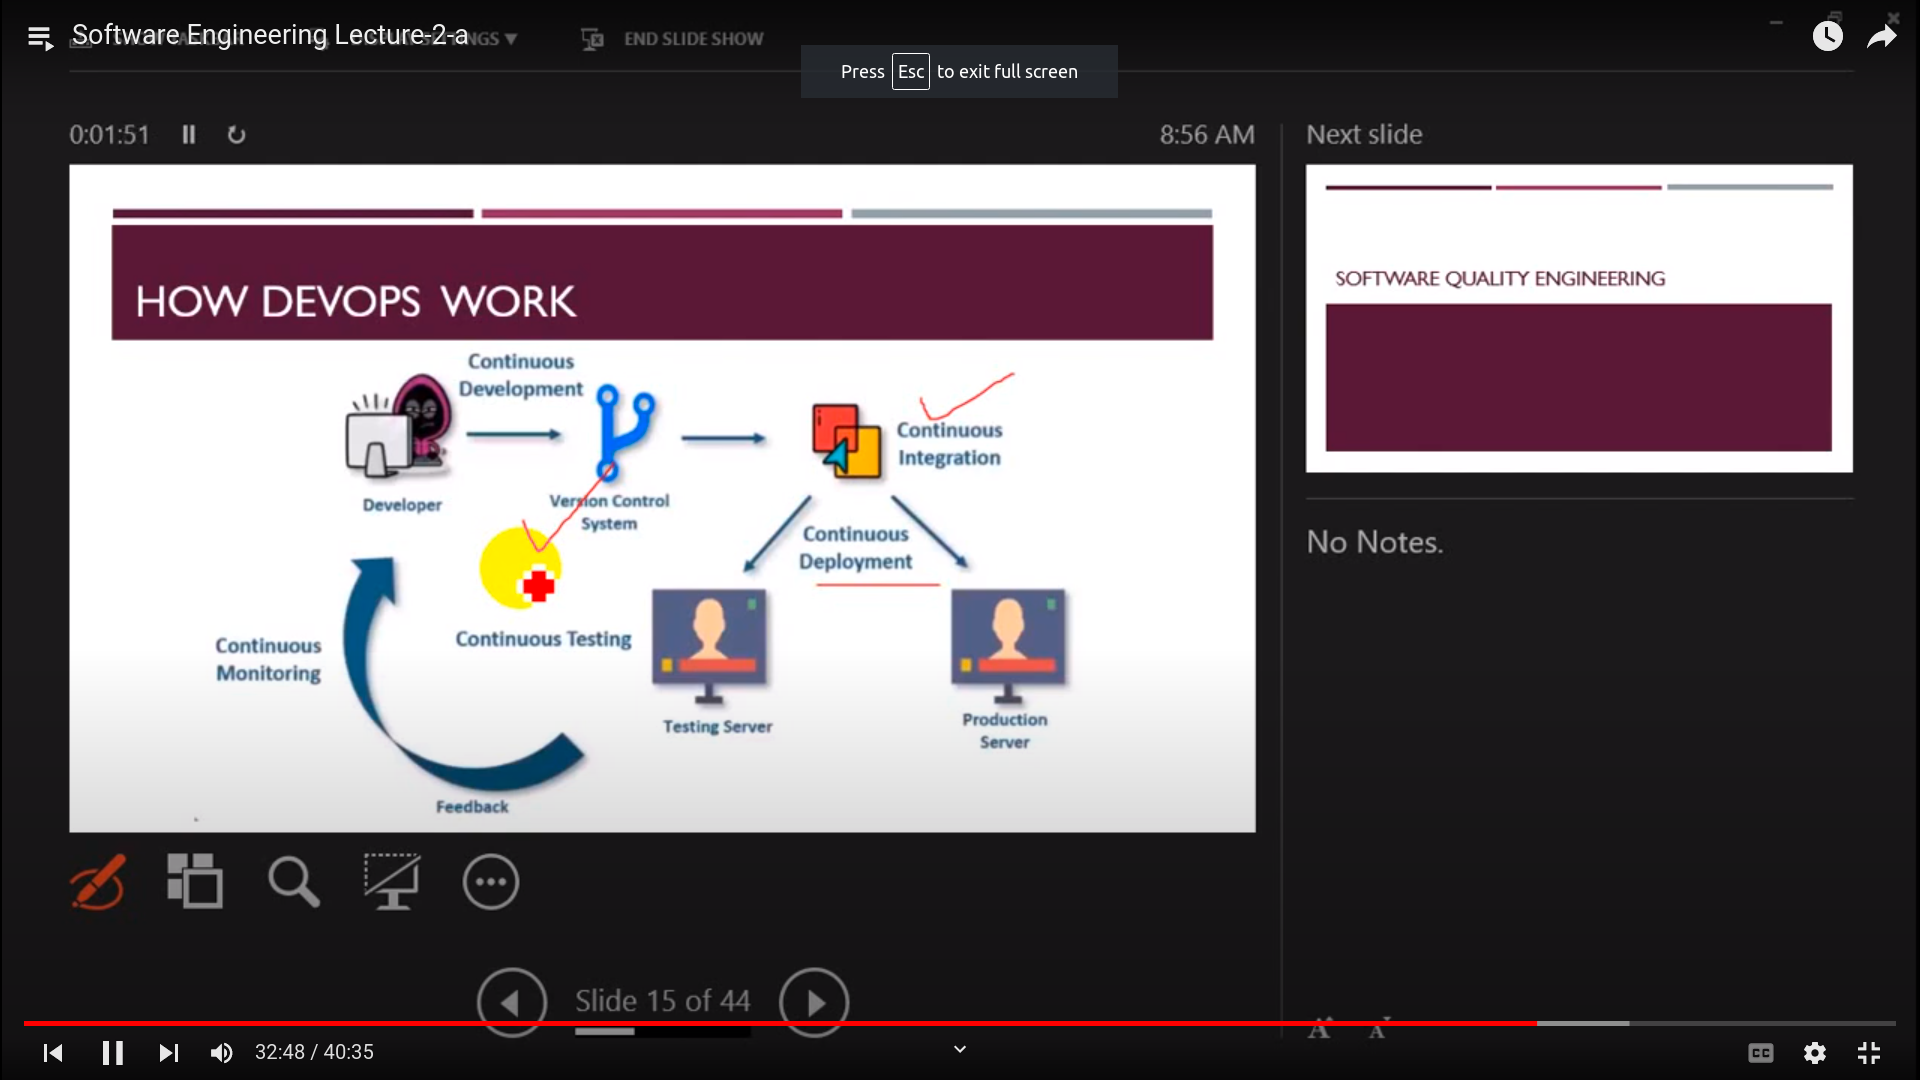 Software Engineering Lecture-2-a
END SLIDE SHOW
Press Esc to exit full screen
0:01:51
8:56 AM
Next slide
HOW DEVOPS WORK
Continuous
Development
Developer
Version Control
System
Continuous
Integration
Continuous
Deployment
Continuous Testing
Continuous
Monitoring
Testing Server
Production
Server
Feedback
SOFTWARE QUALITY ENGINEERING
No Notes.
Slide 15 of 44
32:48 / 40:35
CC